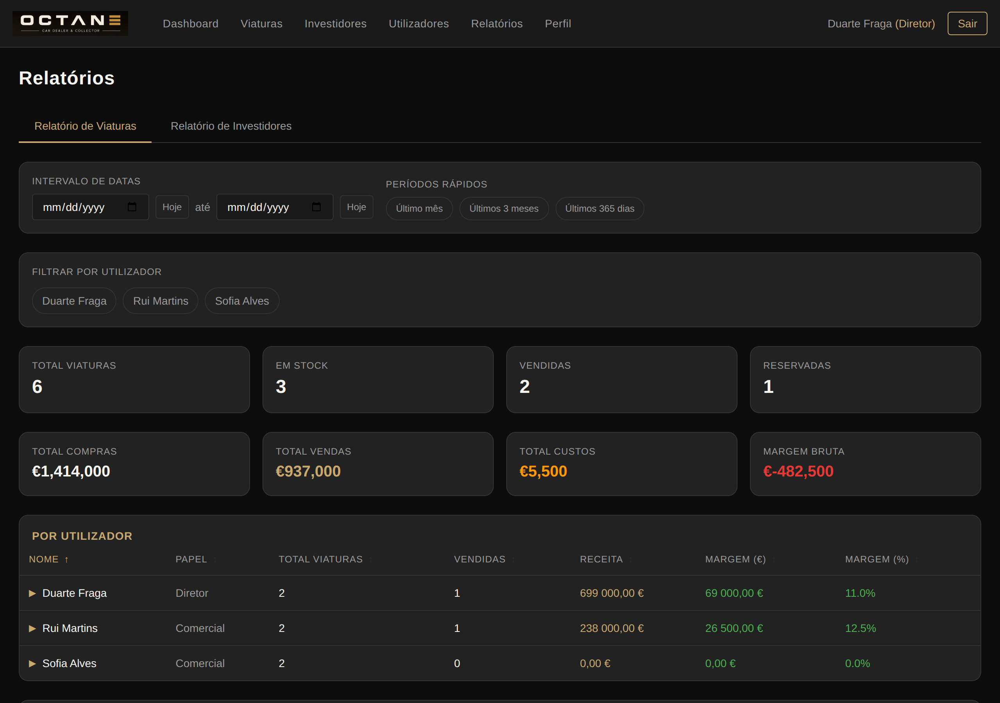 OCTANE
CAR DEALER & COLLECTOR
Dashboard Viaturas Investidores Utilizadores Relatórios Perfil
Duarte Fraga (Diretor) Sair
Relatórios
Relatório de Viaturas Relatório de Investidores
INTERVALO DE DATAS
mm/dd/yyyy Hoje até mm/dd/yyyy Hoje
PERÍODOS RÁPIDOS
Último mês Últimos 3 meses Últimos 365 dias
FILTRAR POR UTILIZADOR
Duarte Fraga Rui Martins Sofia Alves
TOTAL VIATURAS
6
EM STOCK
3
VENDIDAS
2
RESERVADAS
1
TOTAL COMPRAS
€1,414,000
TOTAL VENDAS
€937,000
TOTAL CUSTOS
€5,500
MARGEM BRUTA
€-482,500
POR UTILIZADOR
NOME ↑ PAPEL TOTAL VIATURAS VENDIDAS RECEITA MARGEM (€) MARGEM (%)
▶ Duarte Fraga Diretor 2 1 699 000,00 € 69 000,00 € 11.0%
▶ Rui Martins Comercial 2 1 238 000,00 € 26 500,00 € 12.5%
▶ Sofia Alves Comercial 2 0 0,00 € 0,00 € 0.0%